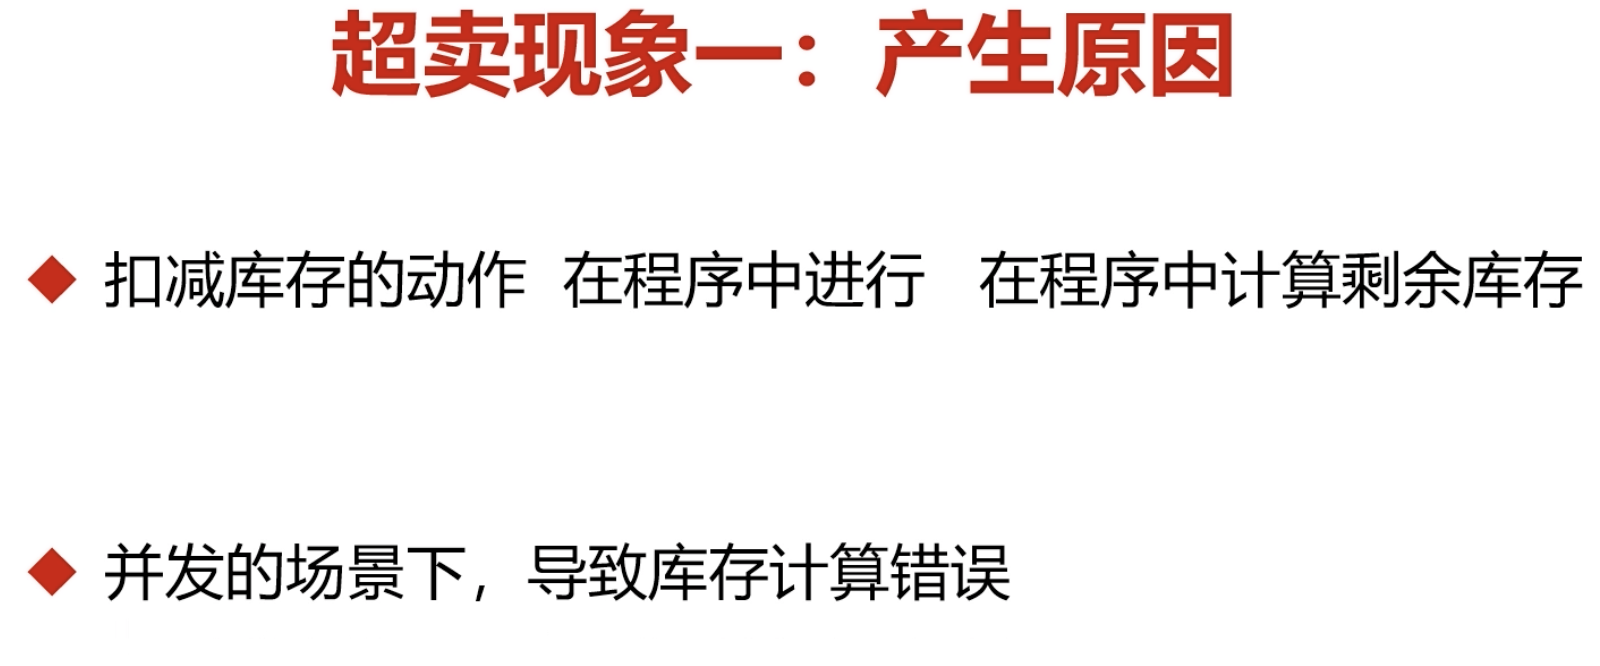 超卖现象一：产生原因
扣减库存的动作 在程序中进行 在程序中计算剩余库存
并发的场景下，导致库存计算错误